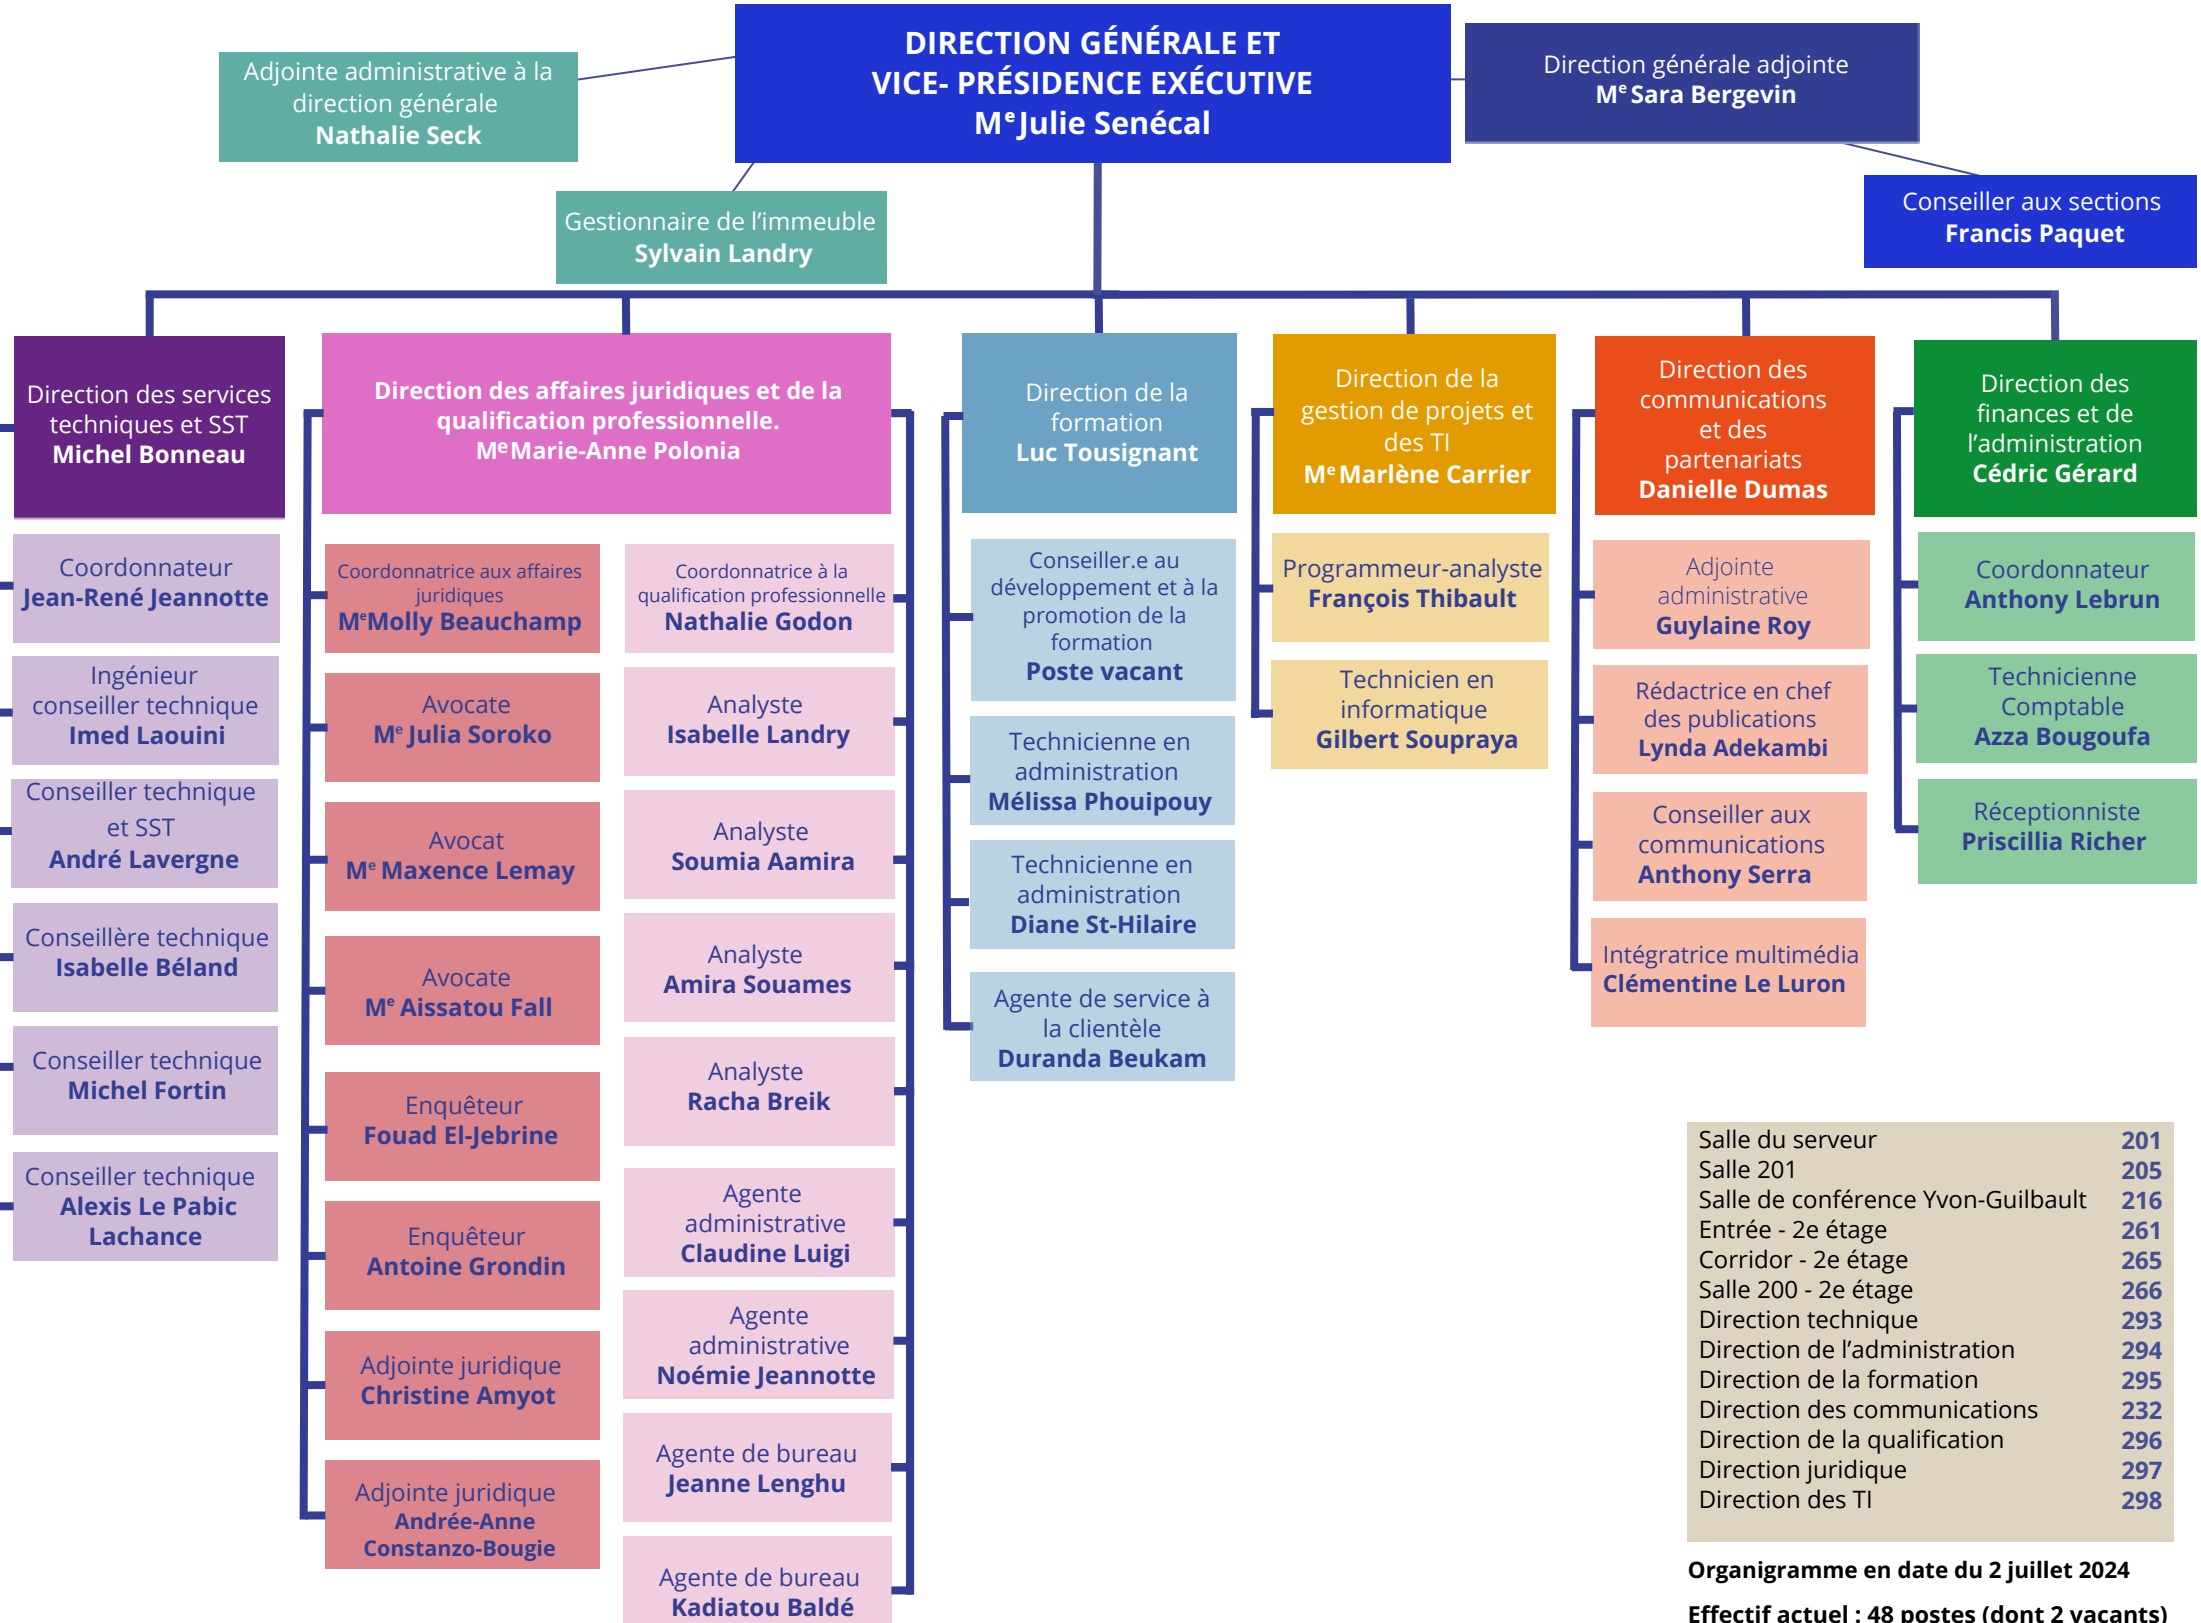 DIRECTION GÉNÉRALE ET
VICE- PRÉSIDENCE EXÉCUTIVE
Me Julie Senécal
Adjointe administrative à la
direction générale
Nathalie Seck
Direction générale adjointe
Me Sara Bergevin
Gestionnaire de l'immeuble
Sylvain Landry
Conseiller aux sections
Francis Paquet
Direction des services
techniques et SST
Michel Bonneau
Coordonnateur
Jean-René Jeannotte
Ingénieur
conseiller technique
Imed Laouini
Conseiller technique
et SST
André Lavergne
Conseillère technique
Isabelle Béland
Conseiller technique
Michel Fortin
Conseiller technique
Alexis Le Pabic
Lachance
Direction des affaires juridiques et de la
qualification professionnelle.
Me Marie-Anne Polonia
Coordonnatrice aux affaires
juridiques
Me Molly Beauchamp
Avocate
Me Julia Soroko
Avocat
Me Maxence Lemay
Avocate
Me Aissatou Fall
Enquêteur
Fouad El-Jebrine
Enquêteur
Antoine Grondin
Adjointe juridique
Christine Amyot
Adjointe juridique
Andrée-Anne
Constanzo-Bougie
Coordonnatrice à la
qualification professionnelle
Nathalie Godon
Analyste
Isabelle Landry
Analyste
Soumia Aamira
Analyste
Amira Souames
Analyste
Racha Breik
Agente
administrative
Claudine Luigi
Agente
administrative
Noémie Jeannotte
Agente de bureau
Jeanne Lenghu
Agente de bureau
Kadiatou Baldé
Direction de la
formation
Luc Tousignant
Conseiller.e au
développement et à la
promotion de la
formation
Poste vacant
Technicienne en
administration
Mélissa Phouipouy
Technicienne en
administration
Diane St-Hilaire
Agente de service à
la clientèle
Duranda Beukam
Direction de la
gestion de projets et
des TI
Me Marlène Carrier
Programmeur-analyste
François Thibault
Technicien en
informatique
Gilbert Soupraya
Direction des
communications
et des
partenariats
Danielle Dumas
Adjointe
administrative
Guylaine Roy
Rédactrice en chef
des publications
Lynda Adekambi
Conseiller aux
communications
Anthony Serra
Intégratrice multimédia
Clémentine Le Luron
Direction des
finances et de
l'administration
Cédric Gérard
Coordonnateur
Anthony Lebrun
Technicienne
Comptable
Azza Bougoufa
Réceptionniste
Priscillia Richer
Salle du serveur 201
Salle 201 205
Salle de conférence Yvon-Guilbault 216
Entrée - 2e étage 261
Corridor - 2e étage 265
Salle 200 - 2e étage 266
Direction technique 293
Direction de l'administration 294
Direction de la formation 295
Direction des communications 232
Direction de la qualification 296
Direction juridique 297
Direction des TI 298
Organigramme en date du 2 juillet 2024
Effectif actuel : 48 postes (dont 2 vacants)